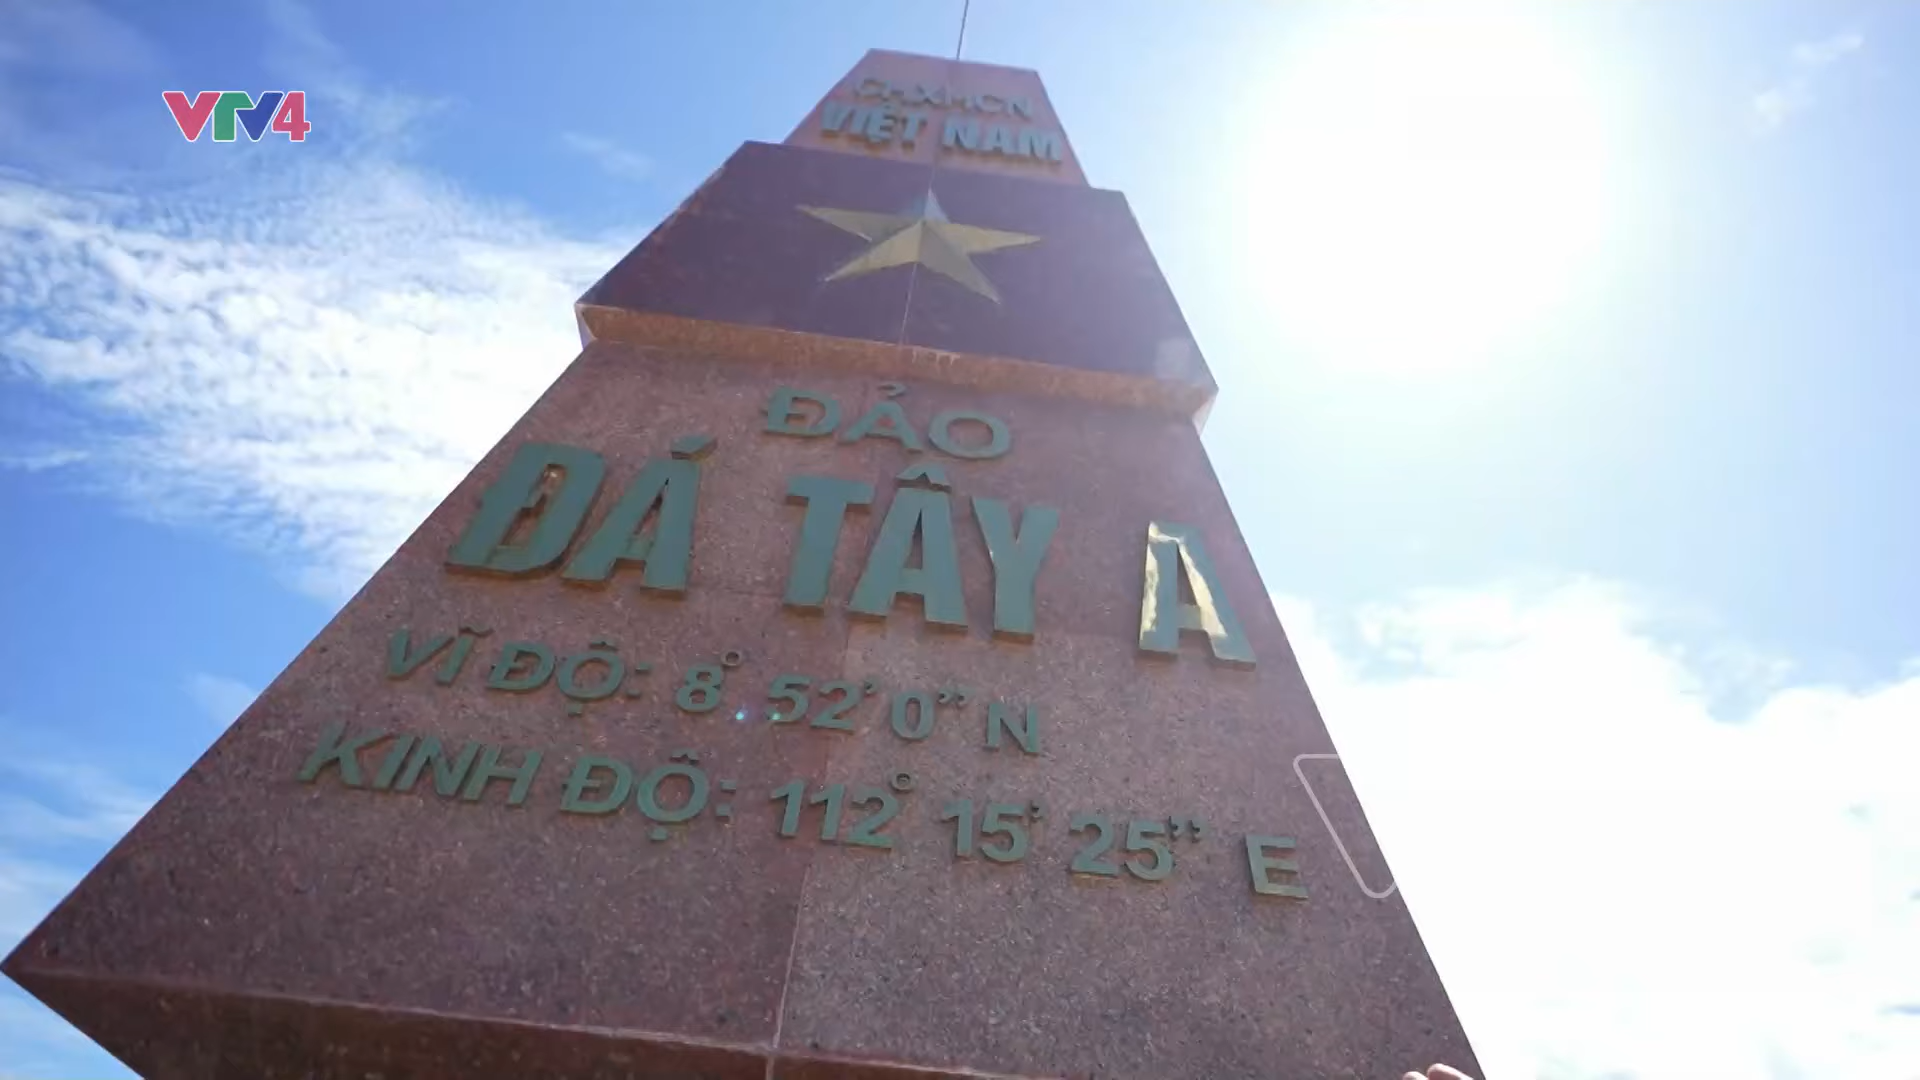 VTV4
CHXHCN
VIỆT NAM
ĐẢO
ĐÁ TÂY A
VĨ ĐỘ: 8° 52' 0" N
KINH ĐỘ: 112° 15' 25" E